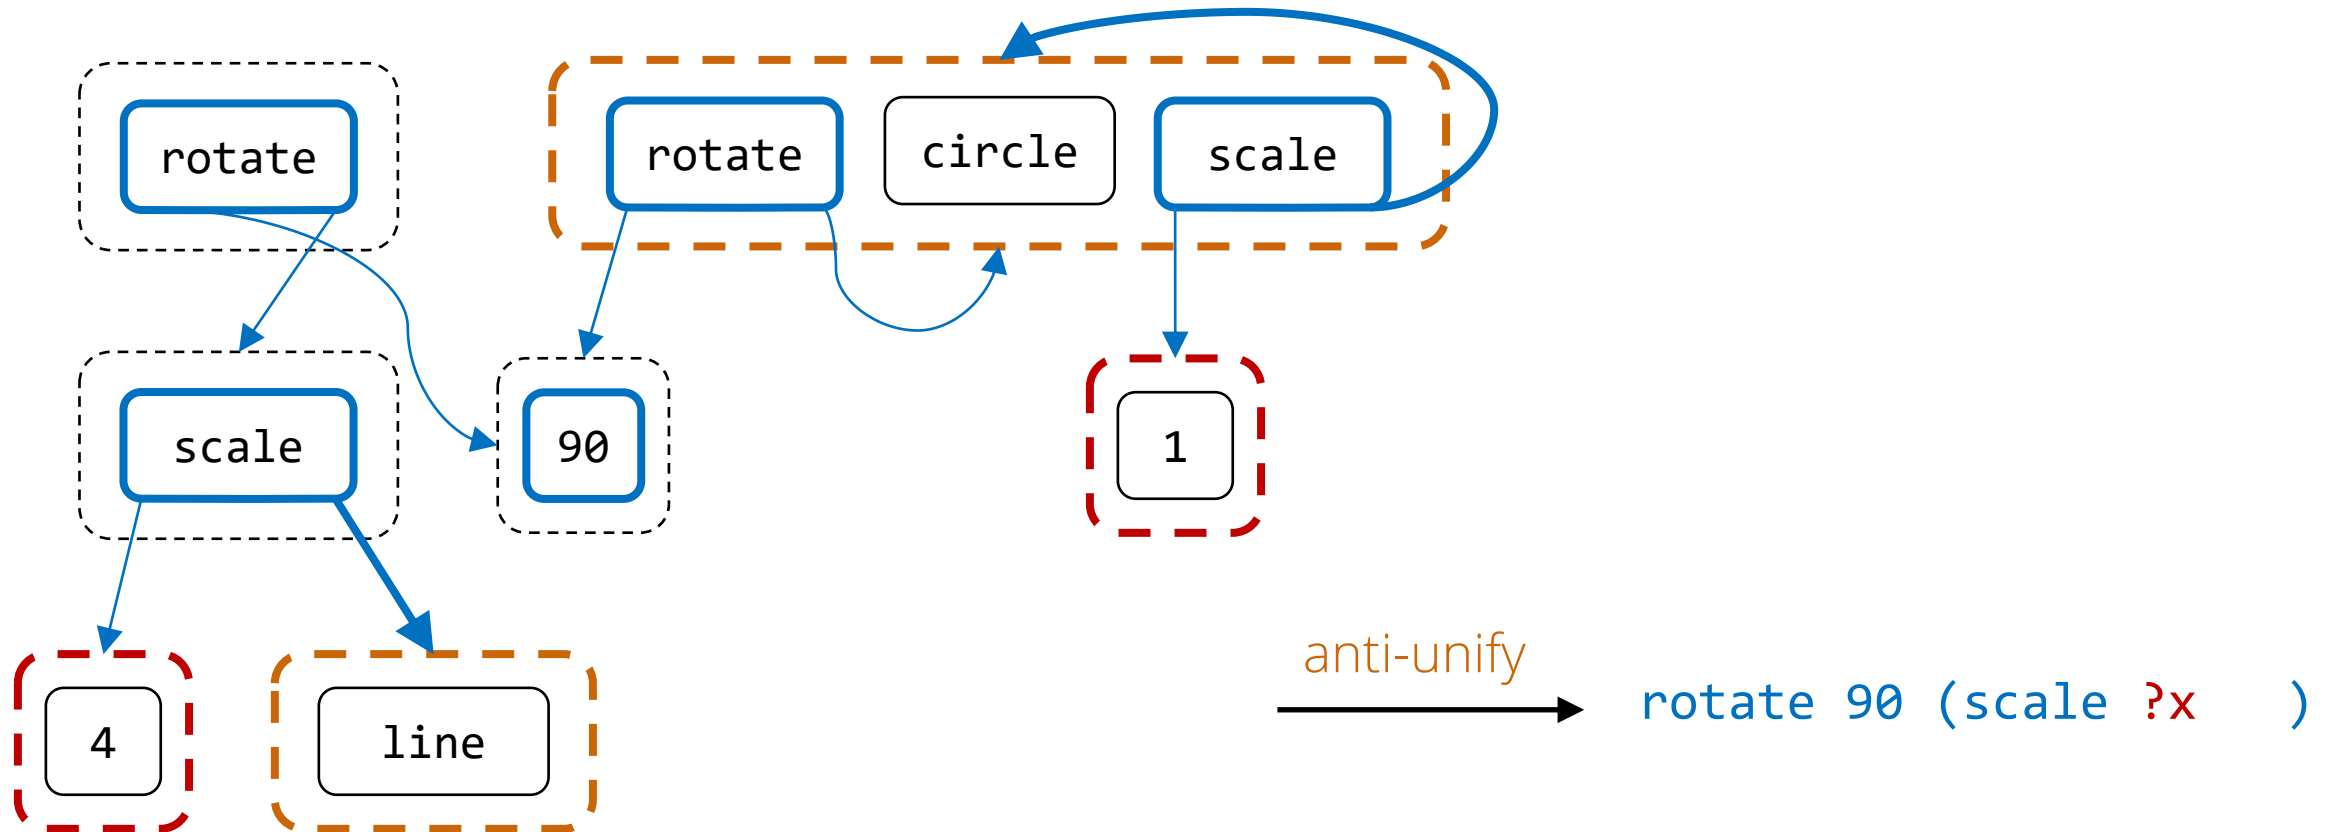 rotate
rotate
circle
scale
scale
90
1
4
line
anti-unify
rotate 90 (scale ?x )